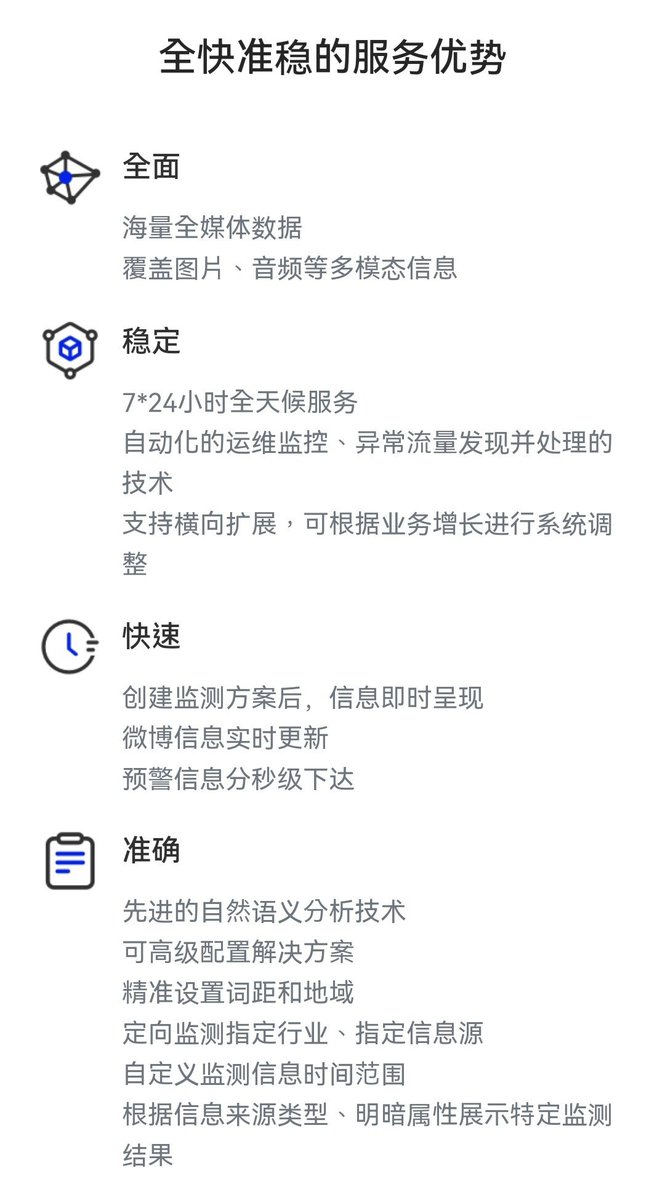 全快准稳的服务优势
全面
海量全媒体数据
覆盖图片、音频等多模态信息
稳定
7*24小时全天候服务
自动化的运维监控、异常流量发现并处理的
技术
支持横向扩展，可根据业务增长进行系统调
整
快速
创建监测方案后，信息即时呈现
微博信息实时更新
预警信息分秒级下达
准确
先进的自然语义分析技术
可高级配置解决方案
精准设置词距和地域
定向监测指定行业、指定信息源
自定义监测信息时间范围
根据信息来源类型、明暗属性展示特定监测
结果